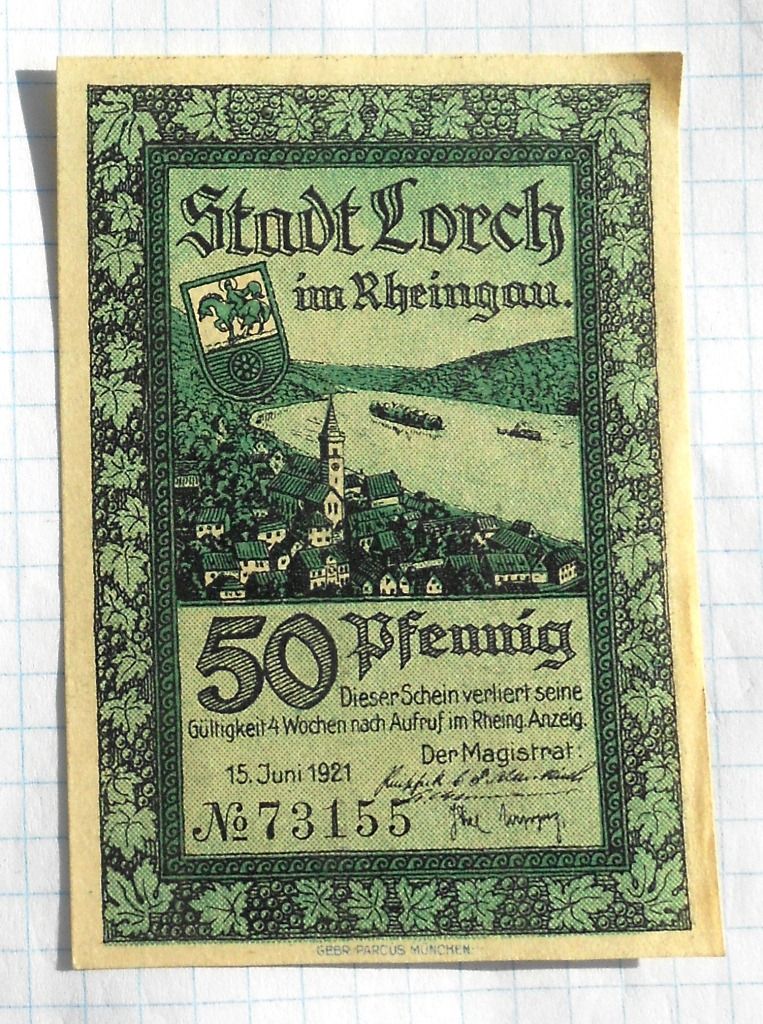 Stadt Lorch
im Rheingau.
50 Pfennig
Dieser Schein verliert seine
Gültigkeit 4 Wochen nach Aufruf im Rheing. Anzeig.
Der Magistrat:
15. Juni 1921
No 73155
GEBR. PARCUS MÜNCHEN.